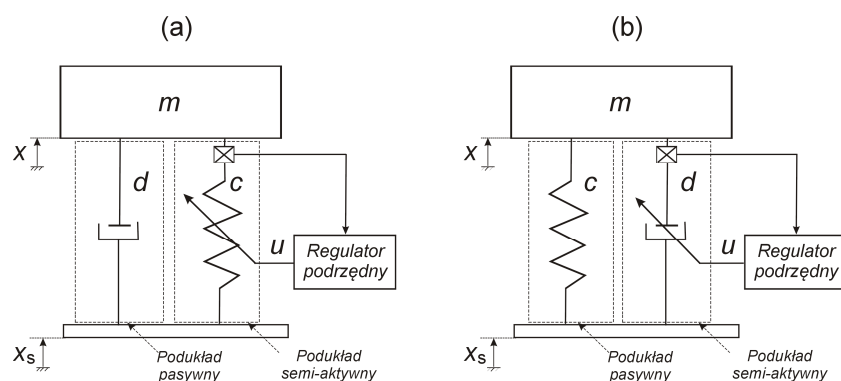 (a)
m
x
d
c
u
Regulator
podrzędny
xs
Podukład
pasywny
Podukład
semi-aktywny
(b)
m
x
c
d
u
Regulator
podrzędny
xs
Podukład
pasywny
Podukład
semi-aktywny